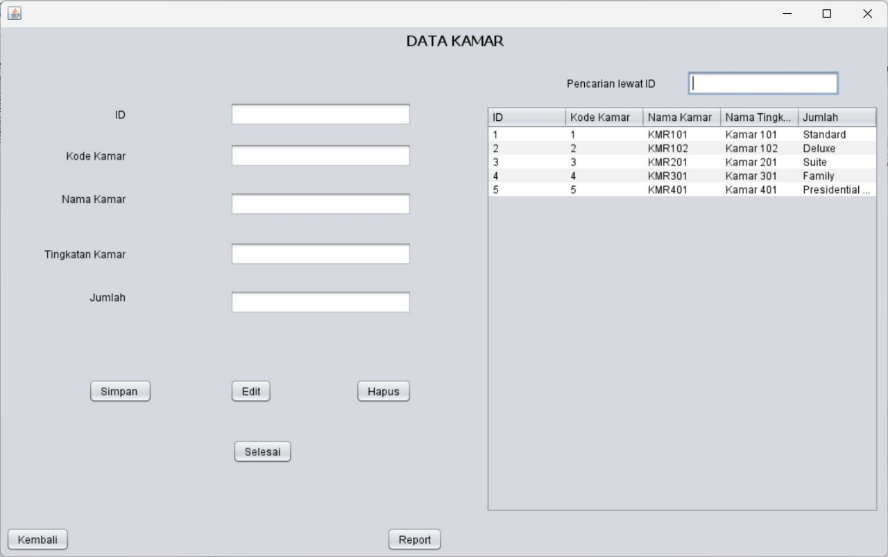 DATA KAMAR
Pencarian lewat ID
ID
Kode Kamar
Nama Kamar
Tingkatan Kamar
Jumlah
Simpan Edit Hapus
Selesai
Kembali Report
ID Kode Kamar Nama Kamar Nama Tingk... Jumlah
1 1 KMR101 Kamar 101 Standard
2 2 KMR102 Kamar 102 Deluxe
3 3 KMR201 Kamar 201 Suite
4 4 KMR301 Kamar 301 Family
5 5 KMR401 Kamar 401 Presidential ...